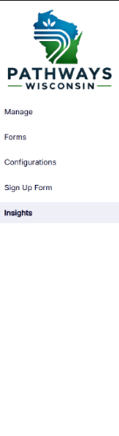 PATHWAYS
WISCONSIN
Manage
Forms
Configurations
Sign Up Form
Insights